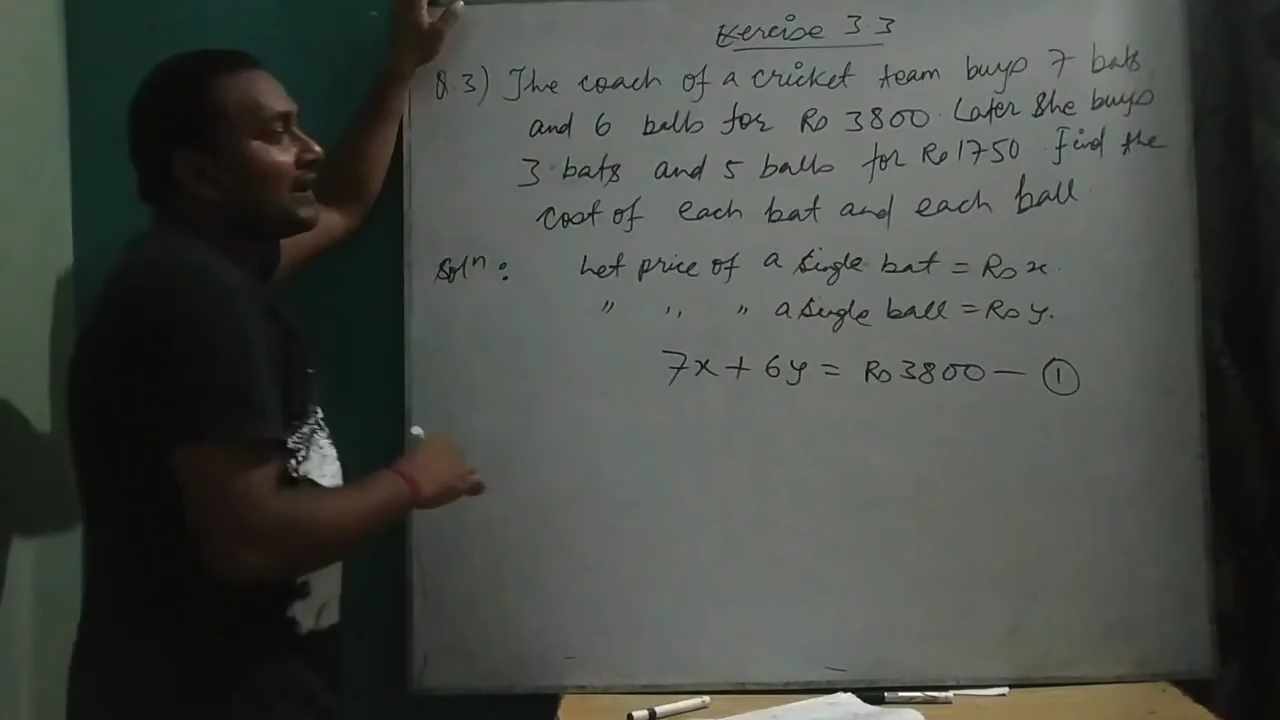 Exercise 3.3
Q.3) The coach of a cricket team buys 7 bats
and 6 balls for Rs 3800. Later she buys
3 bats and 5 balls for Rs 1750. Find the
cost of each bat and each ball
Solⁿ : Let price of a single bat = Rs x.
" " " a single ball = Rs y.
7x + 6y = Rs 3800 — ①